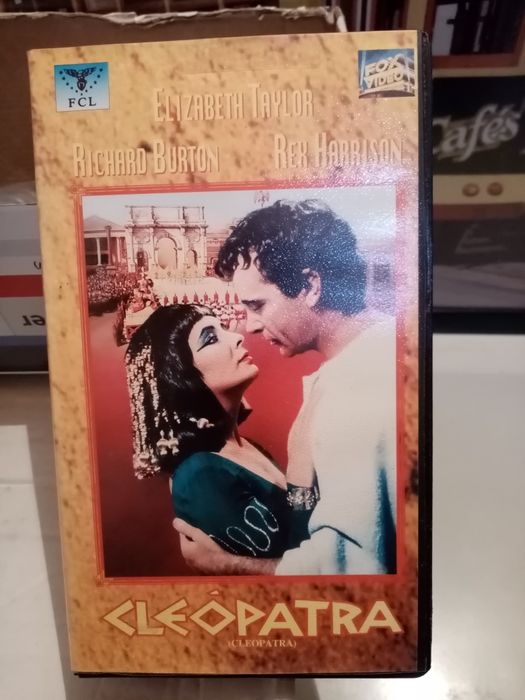 FCL
FOX
VIDEO
ELIZABETH TAYLOR
RICHARD BURTON
REX HARRISON
Cafés
CLEÓPATRA
(CLEOPATRA)